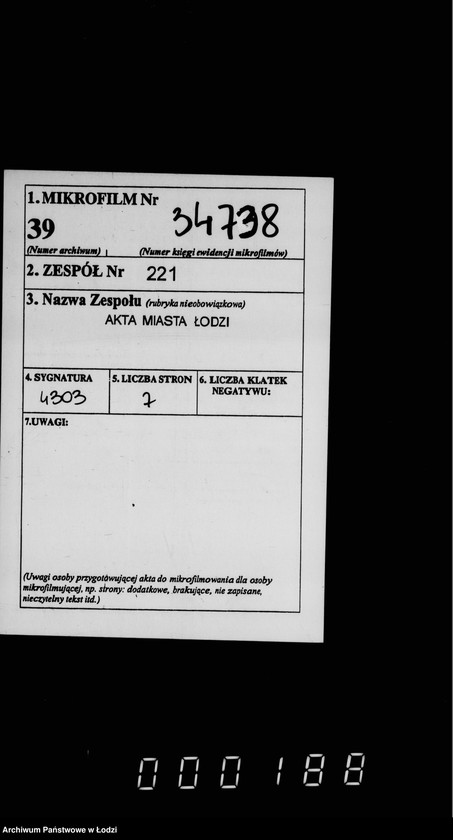 1. MIKROFILM Nr
39 34738
(Numer archiwum) (Numer księgi ewidencji mikrofilmów)
2. ZESPÓŁ Nr 221
3. Nazwa Zespołu (rubryka nieobowiązkowa)
AKTA MIASTA ŁODZI
4. SYGNATURA 5. LICZBA STRON 6. LICZBA KLATEK
NEGATYWU:
4303 7
7.UWAGI:
(Uwagi osoby przygotówującej akta do mikrofilmowania dla osoby
mikrofilmującej, np. strony: dodatkowe, brakujące, nie zapisane,
nieczytelny tekst itd.)
000188
Archiwum Państwowe w Łodzi